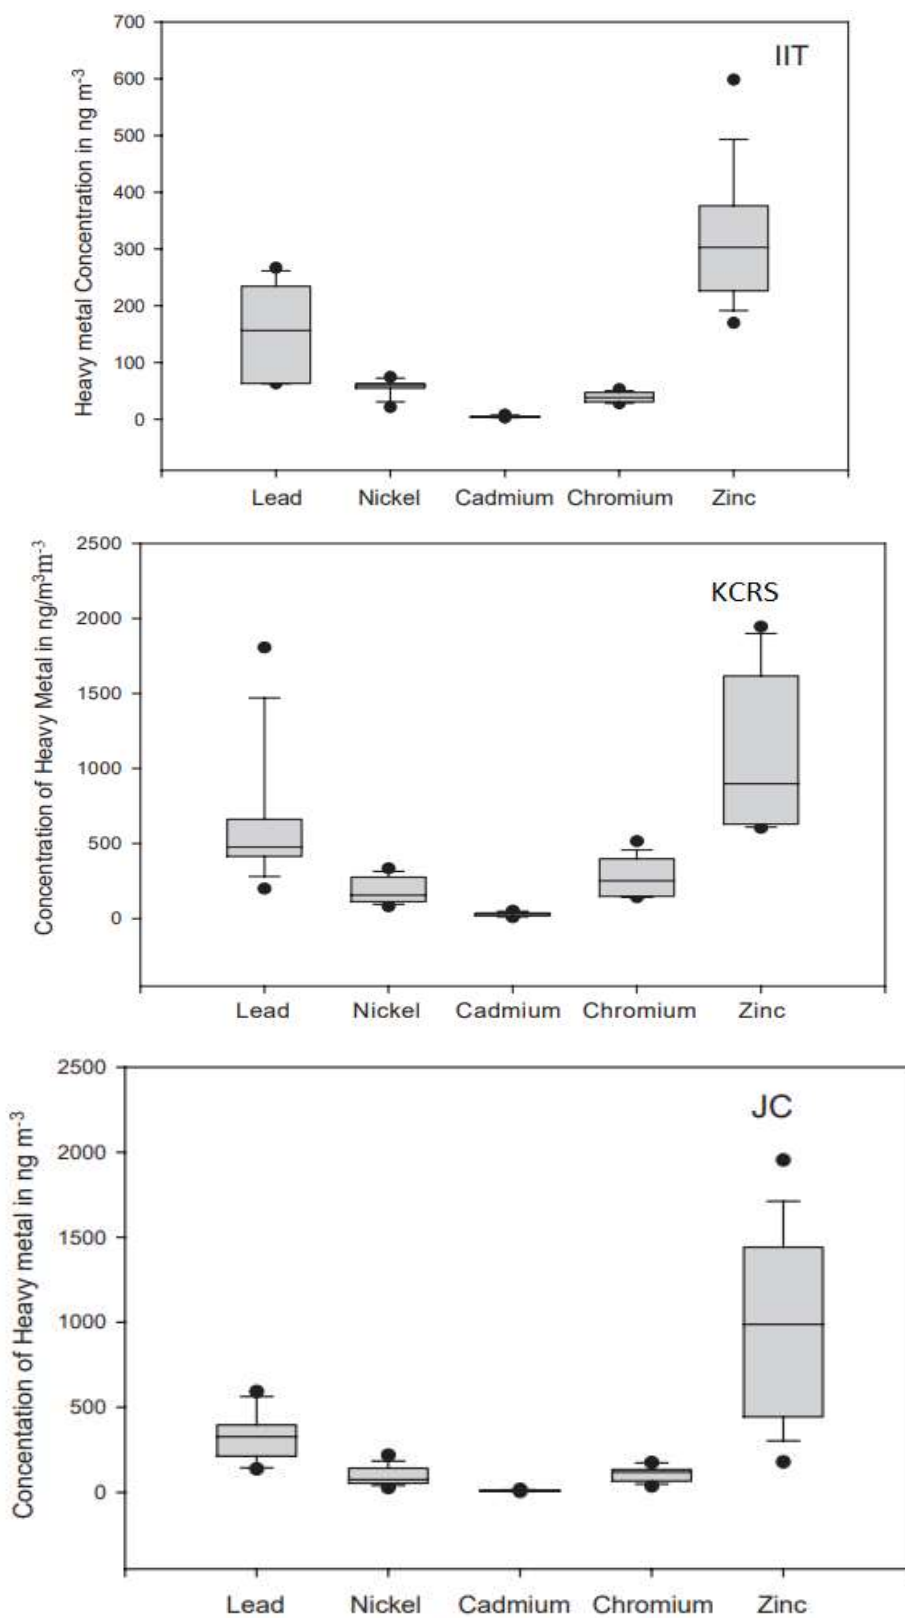 700
IIT
600
500
400
300
200
100
0
Heavy metal Concentration in ng m⁻³
Lead Nickel Cadmium Chromium Zinc
2500
KCRS
2000
1500
1000
500
0
Concentration of Heavy Metal in ng/m³m⁻³
Lead Nickel Cadmium Chromium Zinc
2500
JC
2000
1500
1000
500
0
Concentation of Heavy metal in ng m⁻³
Lead Nickel Cadmium Chromium Zinc